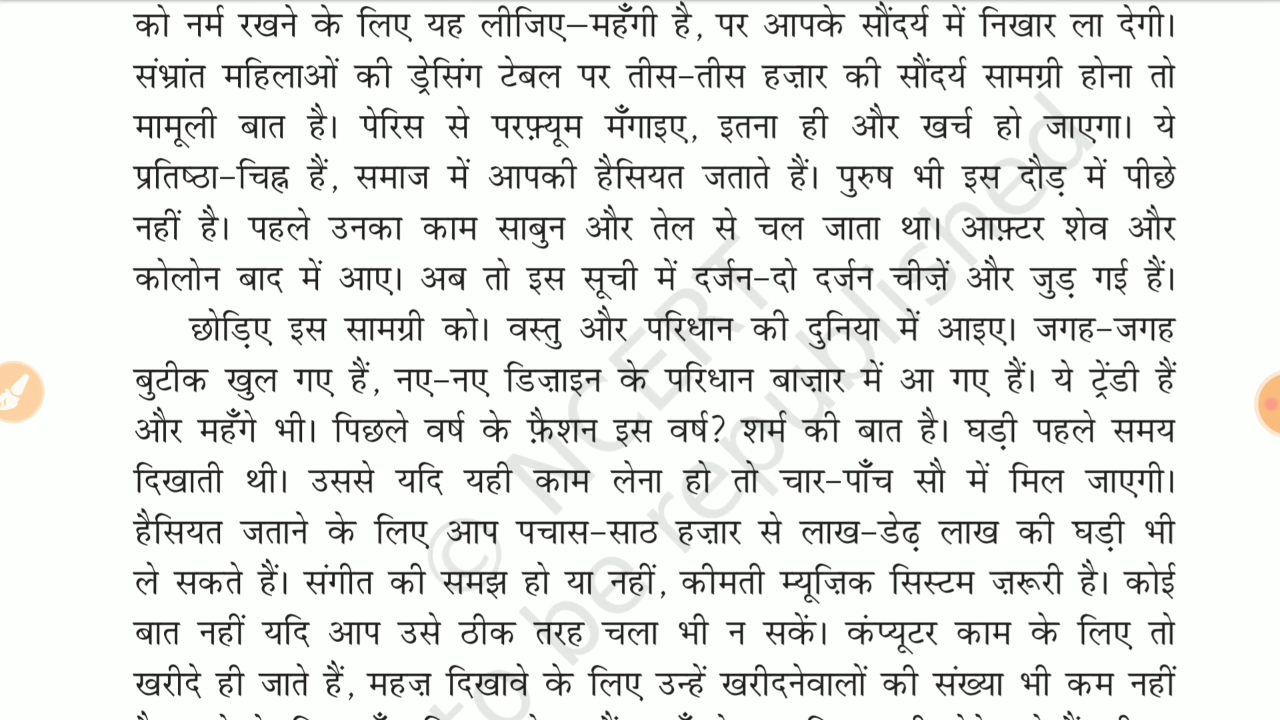 को नर्म रखने के लिए यह लीजिए–महँगी है, पर आपके सौंदर्य में निखार ला देगी।
संभ्रांत महिलाओं की ड्रेसिंग टेबल पर तीस-तीस हज़ार की सौंदर्य सामग्री होना तो
मामूली बात है। पेरिस से परफ़्यूम मँगाइए, इतना ही और खर्च हो जाएगा। ये
प्रतिष्ठा-चिह्न हैं, समाज में आपकी हैसियत जताते हैं। पुरुष भी इस दौड़ में पीछे
नहीं है। पहले उनका काम साबुन और तेल से चल जाता था। आफ़्टर शेव और
कोलोन बाद में आए। अब तो इस सूची में दर्जन-दो दर्जन चीज़ें और जुड़ गई हैं।
छोड़िए इस सामग्री को। वस्तु और परिधान की दुनिया में आइए। जगह-जगह
बुटीक खुल गए हैं, नए-नए डिज़ाइन के परिधान बाज़ार में आ गए हैं। ये ट्रेंडी हैं
और महँगे भी। पिछले वर्ष के फ़ैशन इस वर्ष? शर्म की बात है। घड़ी पहले समय
दिखाती थी। उससे यदि यही काम लेना हो तो चार-पाँच सौ में मिल जाएगी।
हैसियत जताने के लिए आप पचास-साठ हज़ार से लाख-डेढ़ लाख की घड़ी भी
ले सकते हैं। संगीत की समझ हो या नहीं, कीमती म्यूज़िक सिस्टम ज़रूरी है। कोई
बात नहीं यदि आप उसे ठीक तरह चला भी न सकें। कंप्यूटर काम के लिए तो
खरीदे ही जाते हैं, महज़ दिखावे के लिए उन्हें खरीदनेवालों की संख्या भी कम नहीं
© NCERT
to be republished